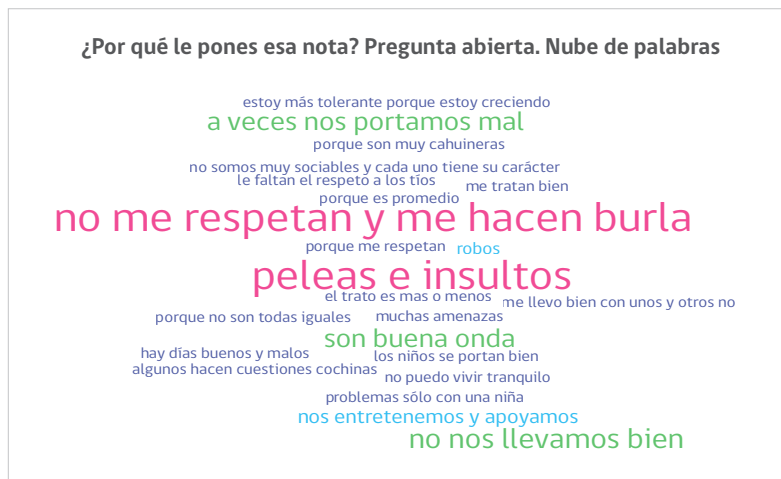 ¿Por qué le pones esa nota? Pregunta abierta. Nube de palabras
estoy más tolerante porque estoy creciendo
a veces nos portamos mal
porque son muy cahuineras
no somos muy sociables y cada uno tiene su carácter
le faltan el respeto a los tíos
me tratan bien
porque es promedio
no me respetan y me hacen burla
porque me respetan
robos
peleas e insultos
el trato es mas o menos
me llevo bien con unos y otros no
porque no son todas iguales
muchas amenazas
son buena onda
hay días buenos y malos
los niños se portan bien
algunos hacen cuestiones cochinas
no puedo vivir tranquilo
problemas sólo con una niña
nos entretenemos y apoyamos
no nos llevamos bien